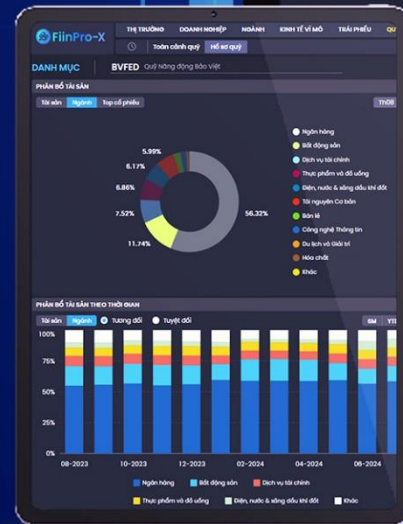 FiinPro-X
THỊ TRƯỜNG DOANH NGHIỆP NGÀNH KINH TẾ VĨ MÔ TRÁI PHIẾU QU
Toàn cảnh quỹ Hồ sơ quỹ
DANH MỤC BVFED Quỹ Năng động Bảo Việt
PHÂN BỔ TÀI SẢN
Tài sản Ngành Top cổ phiếu Th08
5.99%
6.17%
6.86%
7.52%
11.74%
56.32%
Ngân hàng
Bất động sản
Dịch vụ tài chính
Thực phẩm và đồ uống
Điện, nước & xăng dầu khí đốt
Tài nguyên Cơ bản
Bán lẻ
Công nghệ Thông tin
Du lịch và Giải trí
Hóa chất
Khác
PHÂN BỔ TÀI SẢN THEO THỜI GIAN
Tài sản Ngành Tương đối Tuyệt đối 6M YTD
100%
75%
50%
25%
0%
08-2023 10-2023 12-2023 02-2024 04-2024 06-2024
Ngân hàng Bất động sản Dịch vụ tài chính
Thực phẩm và đồ uống Điện, nước & xăng dầu khí đốt Khác